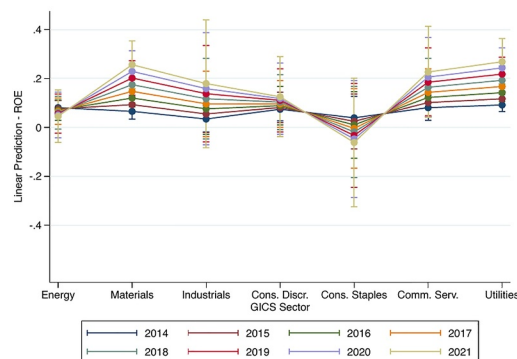 Linear Prediction - ROE
.4
.2
0
-.2
-.4
Energy Materials Industrials Cons. Discr. Cons. Staples Comm. Serv. Utilities
GICS Sector
2014 2015 2016 2017
2018 2019 2020 2021